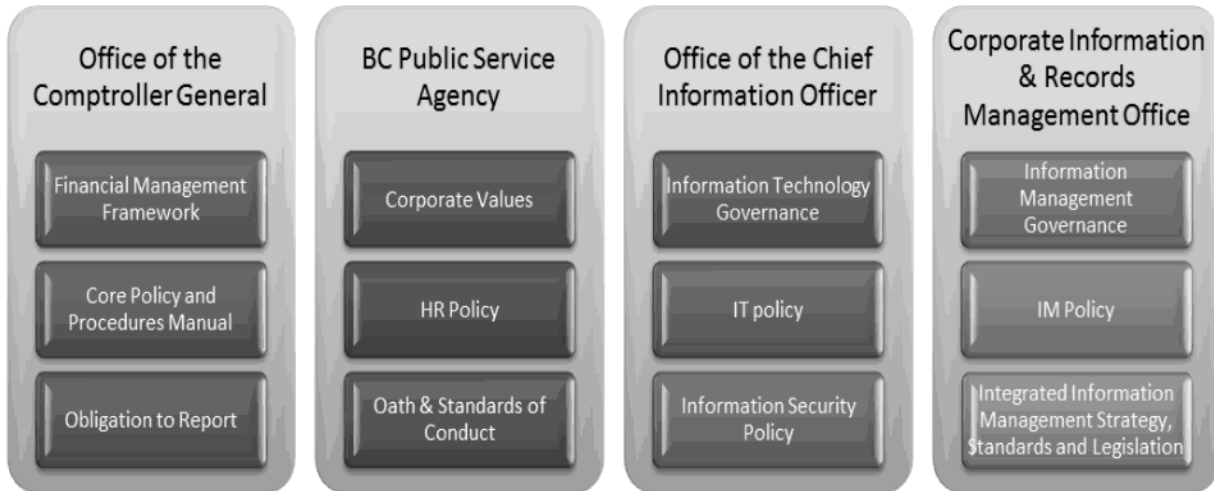 Office of the
Comptroller General
Financial Management
Framework
Core Policy and
Procedures Manual
Obligation to Report
BC Public Service
Agency
Corporate Values
HR Policy
Oath & Standards of
Conduct
Office of the Chief
Information Officer
Information Technology
Governance
IT policy
Information Security
Policy
Corporate Information
& Records
Management Office
Information
Management
Governance
IM Policy
Integrated Information
Management Strategy,
Standards and Legislation